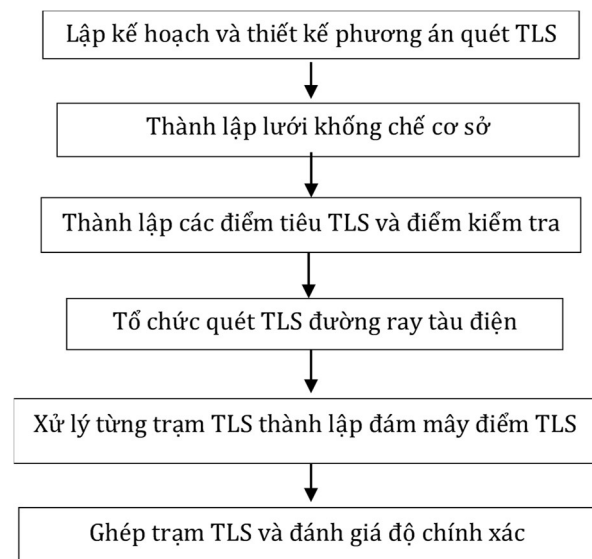 Lập kế hoạch và thiết kế phương án quét TLS
Thành lập lưới khống chế cơ sở
Thành lập các điểm tiêu TLS và điểm kiểm tra
Tổ chức quét TLS đường ray tàu điện
Xử lý từng trạm TLS thành lập đám mây điểm TLS
Ghép trạm TLS và đánh giá độ chính xác